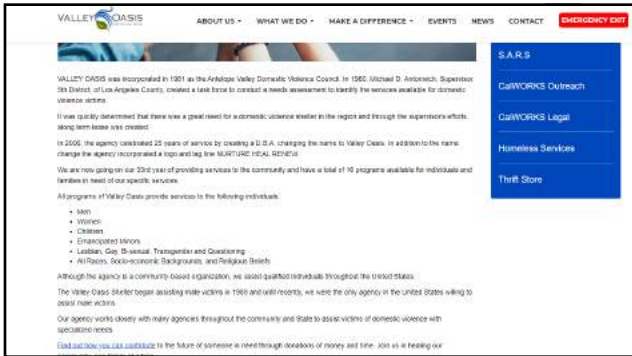 VALLEY OASIS
ABOUT US
WHAT WE DO
MAKE A DIFFERENCE
EVENTS
NEWS
CONTACT
EMERGENCY EXIT
VALLEY OASIS was incorporated in 1981 as the Antelope Valley Domestic Violence Council. In 1980, Michael D. Antonovich, Supervisor
5th District, of Los Angeles County, created a task force to conduct a needs assessment to identify the services available for domestic
violence victims.
It was quickly determined that there was a great need for a domestic violence shelter in the region and through the supervisor's efforts
along term lease was created.
In 2006, the agency celebrated 25 years of service by creating a D.B.A. changing the name to Valley Oasis. In addition to the name
change the agency incorporated a logo and tag line NURTURE HEAL RENEW.
We are now going on our 33rd year of providing services to the community and have a total of 16 programs available for individuals and
families in need of our specific services.
All programs of Valley Oasis provide services to the following individuals:
• Men
• Women
• Children
• Emancipated Minors
• Lesbian, Gay, Bi-sexual, Transgender and Questioning
• All Races, Socio-economic Backgrounds, and Religious Beliefs
Although the agency is a community-based organization, we assist qualified individuals throughout the United States.
The Valley Oasis Shelter began assisting male victims in 1989 and until recently, we were the only agency in the United States willing to
assist male victims.
Our agency works closely with many agencies throughout the community and State to assist victims of domestic violence with
specialized needs.
Find out how you can contribute to the future of someone in need through donations of money and time. Join us in healing our
S.A.R.S
CalWORKS Outreach
CalWORKS Legal
Homeless Services
Thrift Store